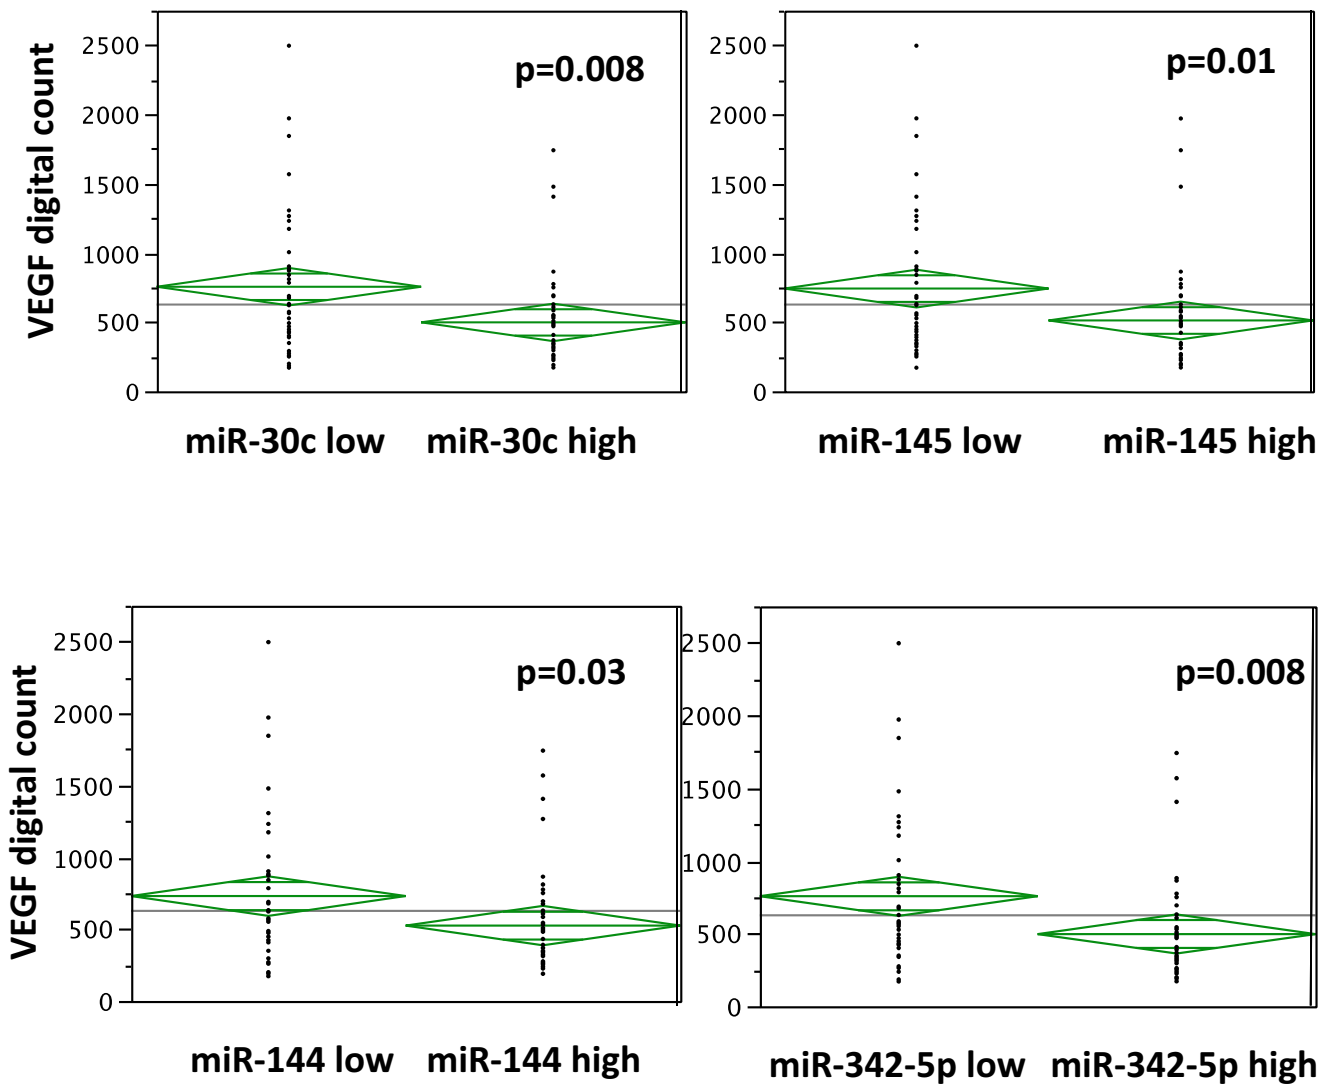 VEGF digital count
2500
2000
1500
1000
500
0
p=0.008
miR-30c low miR-30c high
2500
2000
1500
1000
500
0
p=0.01
miR-145 low miR-145 high
VEGF digital count
2500
2000
1500
1000
500
0
p=0.03
miR-144 low miR-144 high
2500
2000
1500
1000
500
0
p=0.008
miR-342-5p low miR-342-5p high